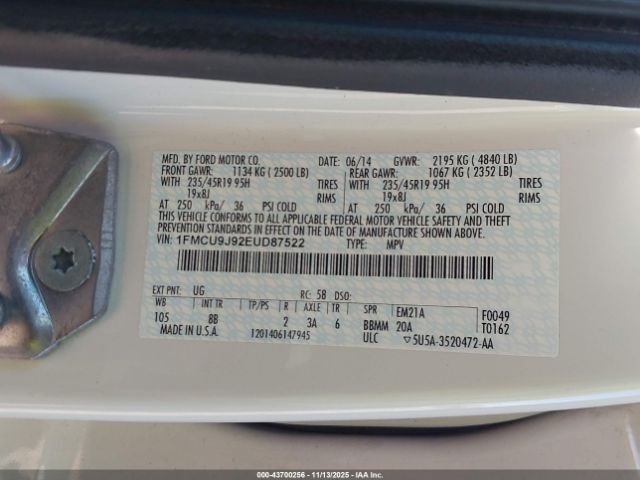 MFD. BY FORD MOTOR CO. DATE: 06/14 GVWR: 2195 KG ( 4840 LB)
FRONT GAWR: 1134 KG ( 2500 LB) REAR GAWR: 1067 KG ( 2352 LB)
WITH 235/45R19 95H TIRES WITH 235/45R19 95H TIRES
19x8J RIMS 19x8J RIMS
AT 250 kPa/ 36 PSI COLD AT 250 kPa/ 36 PSI COLD
THIS VEHICLE CONFORMS TO ALL APPLICABLE FEDERAL MOTOR VEHICLE SAFETY AND THEFT
PREVENTION STANDARDS IN EFFECT ON THE DATE OF MANUFACTURE SHOWN ABOVE.
VIN: 1FMCU9J92EUD87522 TYPE: MPV
EXT PNT: UG RC: 58 DSO:
WB INT TR TP/PS R AXLE TR SPR EM21A F0049
105 BB 2 3A 6 BBMM 20A T0162
MADE IN U.S.A. 1201406147945 ULC ▽5U5A-3520472-AA
000-43700256 - 11/13/2025 - IAA Inc.